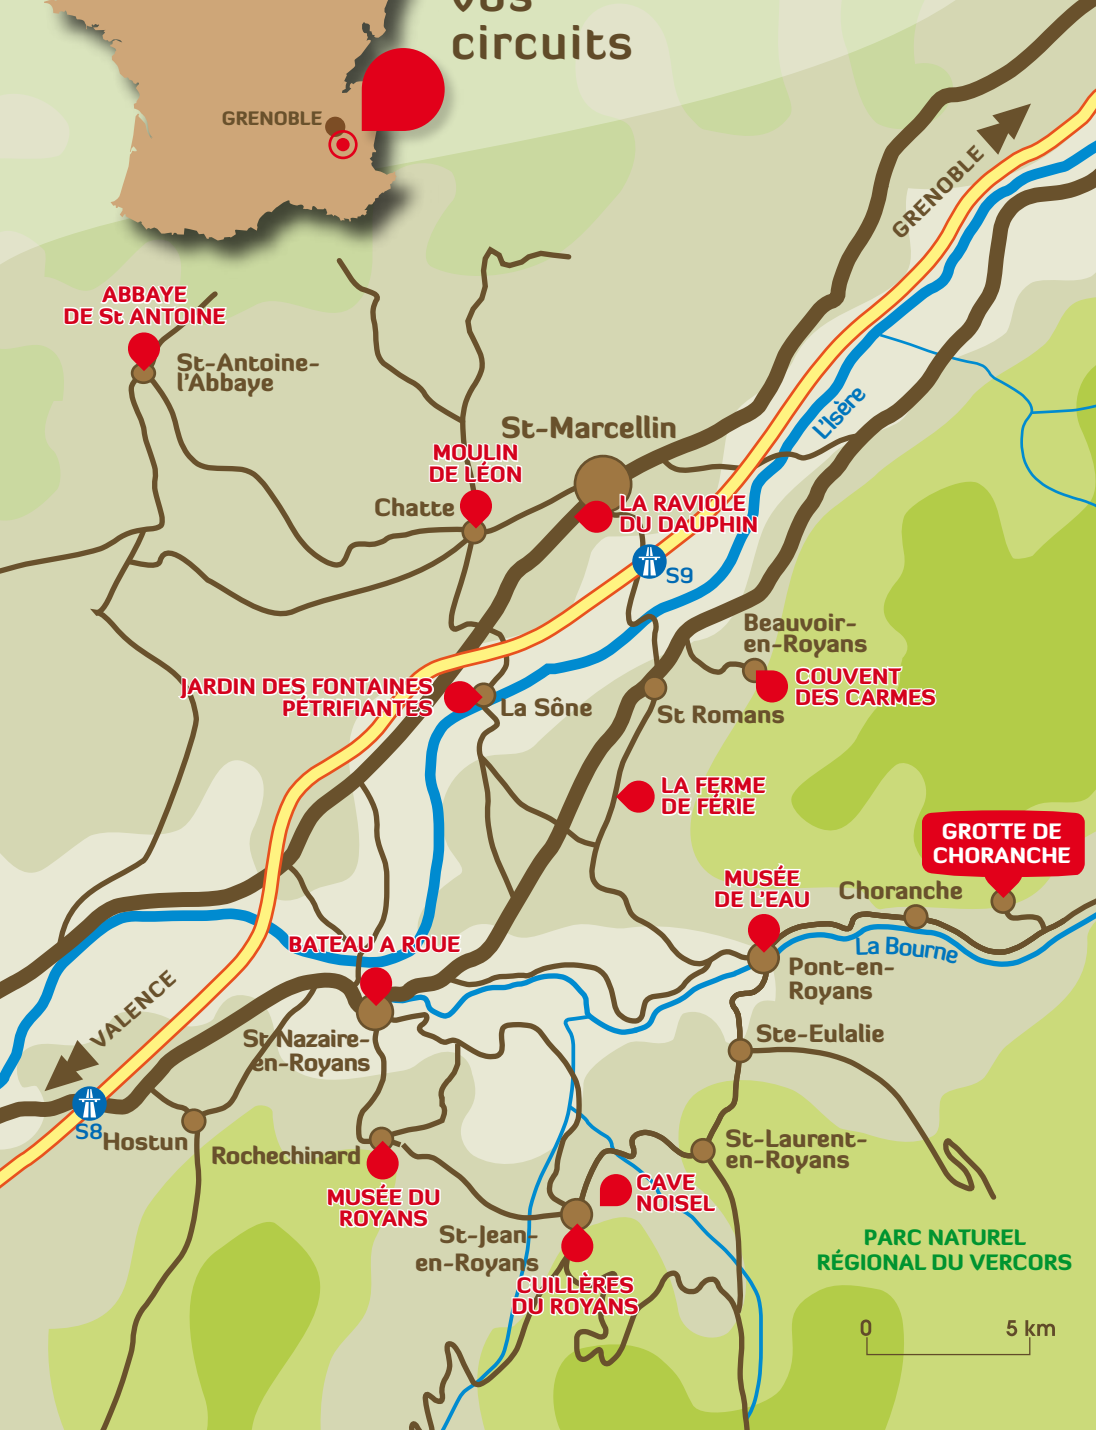 vos
circuits
GRENOBLE
GRENOBLE
ABBAYE
DE St ANTOINE
St-Antoine-
l'Abbaye
L'Isère
St-Marcellin
MOULIN
DE LÉON
Chatte
LA RAVIOLE
DU DAUPHIN
S9
Beauvoir-
en-Royans
COUVENT
DES CARMES
JARDIN DES FONTAINES
PÉTRIFIANTES
La Sône
St Romans
LA FERME
DE FÉRIE
GROTTE DE
CHORANCHE
MUSÉE
DE L'EAU
Choranche
BATEAU A ROUE
La Bourne
Pont-en-
Royans
VALENCE
St Nazaire-
en-Royans
Ste-Eulalie
S8
Hostun
Rochechinard
St-Laurent-
en-Royans
MUSÉE DU
ROYANS
CAVE
NOISEL
St-Jean-
en-Royans
PARC NATUREL
RÉGIONAL DU VERCORS
CUILLÈRES
DU ROYANS
0 5 km